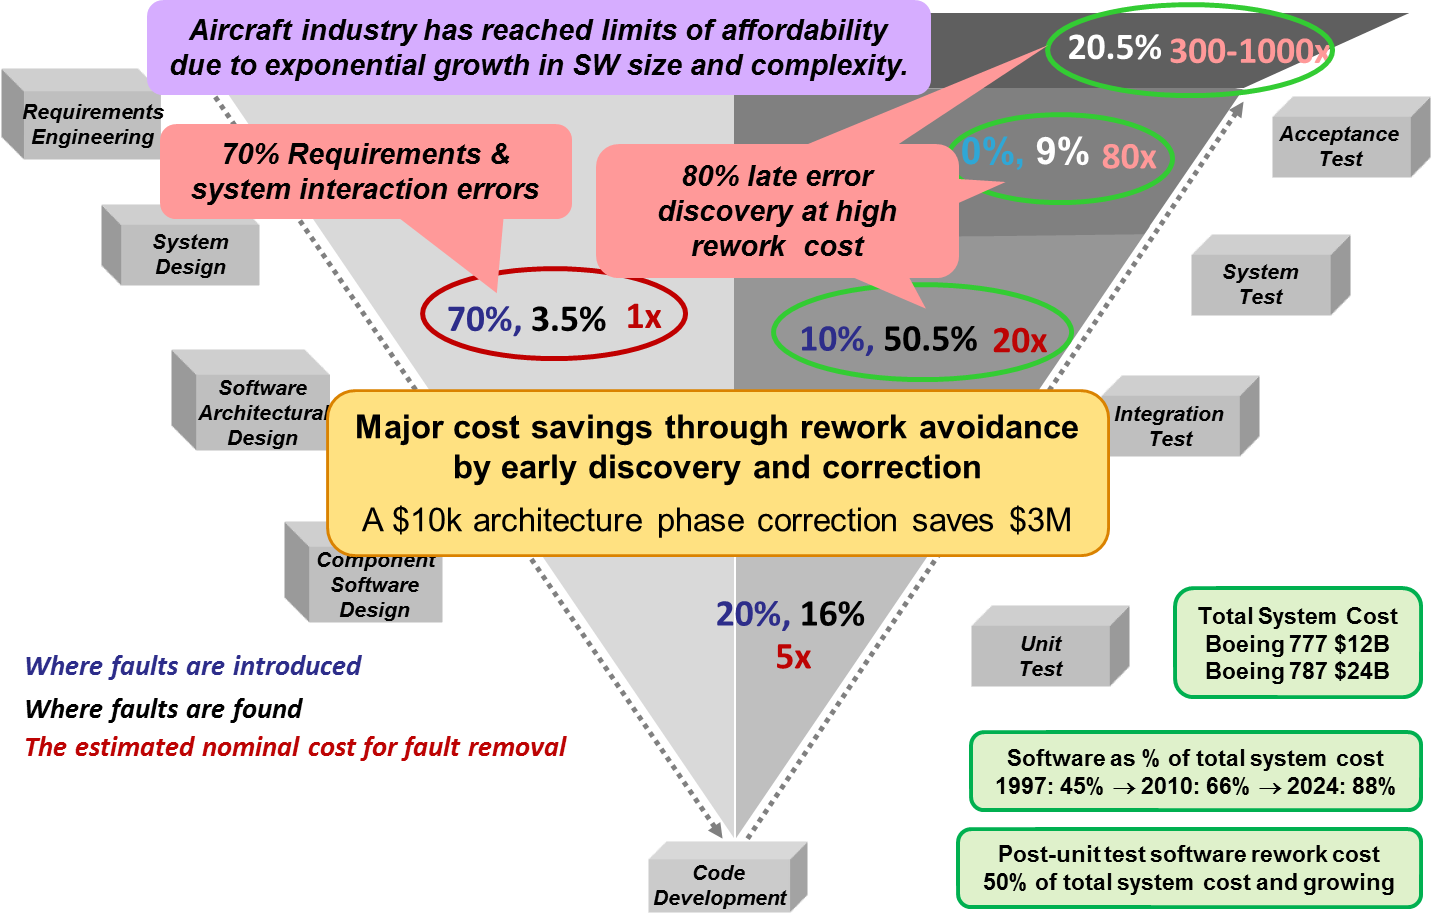 Aircraft industry has reached limits of affordability
due to exponential growth in SW size and complexity.
20.5% 300-1000x
Requirements
Engineering
70% Requirements &
system interaction errors
80% late error
discovery at high
rework cost
0%, 9% 80x
Acceptance
Test
System
Design
System
Test
70%, 3.5% 1x
10%, 50.5% 20x
Software
Architectural
Design
Major cost savings through rework avoidance
by early discovery and correction
A $10k architecture phase correction saves $3M
Integration
Test
Component
Software
Design
20%, 16%
5x
Unit
Test
Total System Cost
Boeing 777 $12B
Boeing 787 $24B
Where faults are introduced
Where faults are found
The estimated nominal cost for fault removal
Software as % of total system cost
1997: 45% → 2010: 66% → 2024: 88%
Post-unit test software rework cost
50% of total system cost and growing
Code
Development